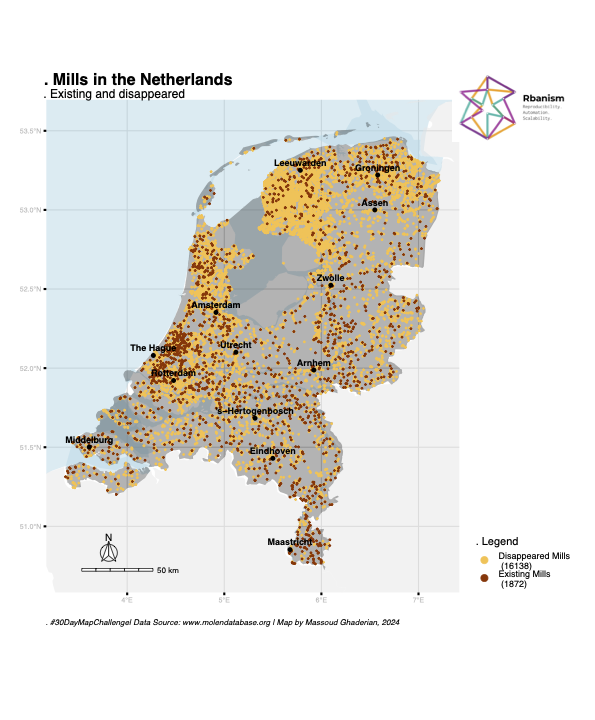 . Mills in the Netherlands
. Existing and disappeared
Rbanism
Reproducibility.
Automation.
Scalability.
53.5°N
53.0°N
52.5°N
52.0°N
51.5°N
51.0°N
Leeuwarden
Groningen
Assen
Zwolle
Amsterdam
The Hague
Utrecht
Rotterdam
Arnhem
's-Hertogenbosch
Middelburg
Eindhoven
Maastricht
N
50 km
4°E
5°E
6°E
7°E
. Legend
Disappeared Mills
(16138)
Existing Mills
(1872)
. #30DayMapChallenge| Data Source: www.molendatabase.org | Map by Massoud Ghaderian, 2024